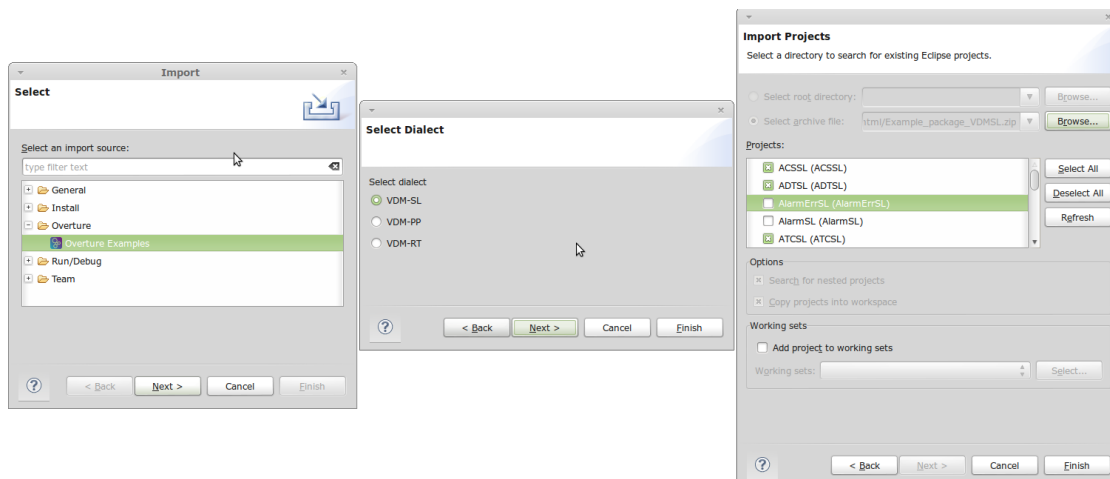 Import
Select
Select an import source:
type filter text
General
Install
Overture
Overture Examples
Run/Debug
Team
?
< Back
Next >
Cancel
Finish
Select Dialect
Select dialect
VDM-SL
VDM-PP
VDM-RT
?
< Back
Next >
Cancel
Finish
Import Projects
Select a directory to search for existing Eclipse projects.
Select root directory:
Browse...
Select archive file:
html/Example_package_VDMSL.zip
Browse...
Projects:
ACSSL (ACSSL)
ADTSL (ADTSL)
AlarmErrSL (AlarmErrSL)
AlarmSL (AlarmSL)
ATCSL (ATCSL)
Select All
Deselect All
Refresh
Options
Search for nested projects
Copy projects into workspace
Working sets
Add project to working sets
Working sets:
Select...
?
< Back
Next >
Cancel
Finish